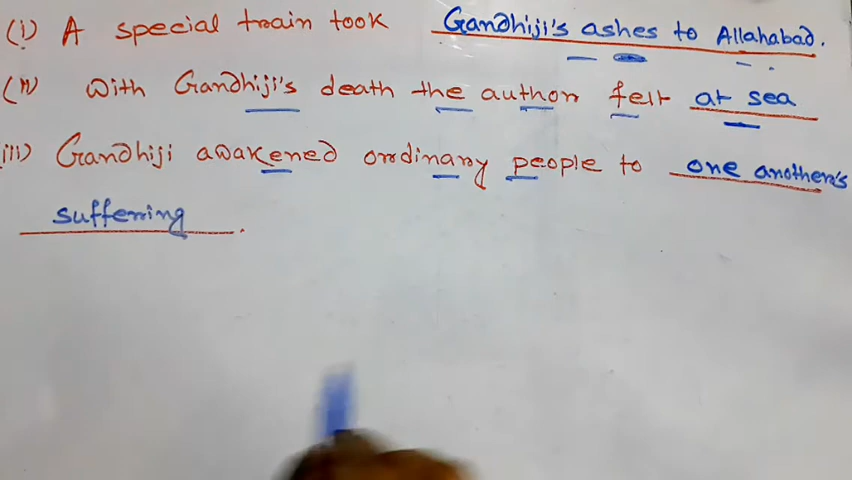 (i) A special train took Gandhiji's ashes to Allahabad.
(ii) with Gandhiji's death the author felt at sea
(iii) Gandhiji awakened ordinary people to one another's
suffering.